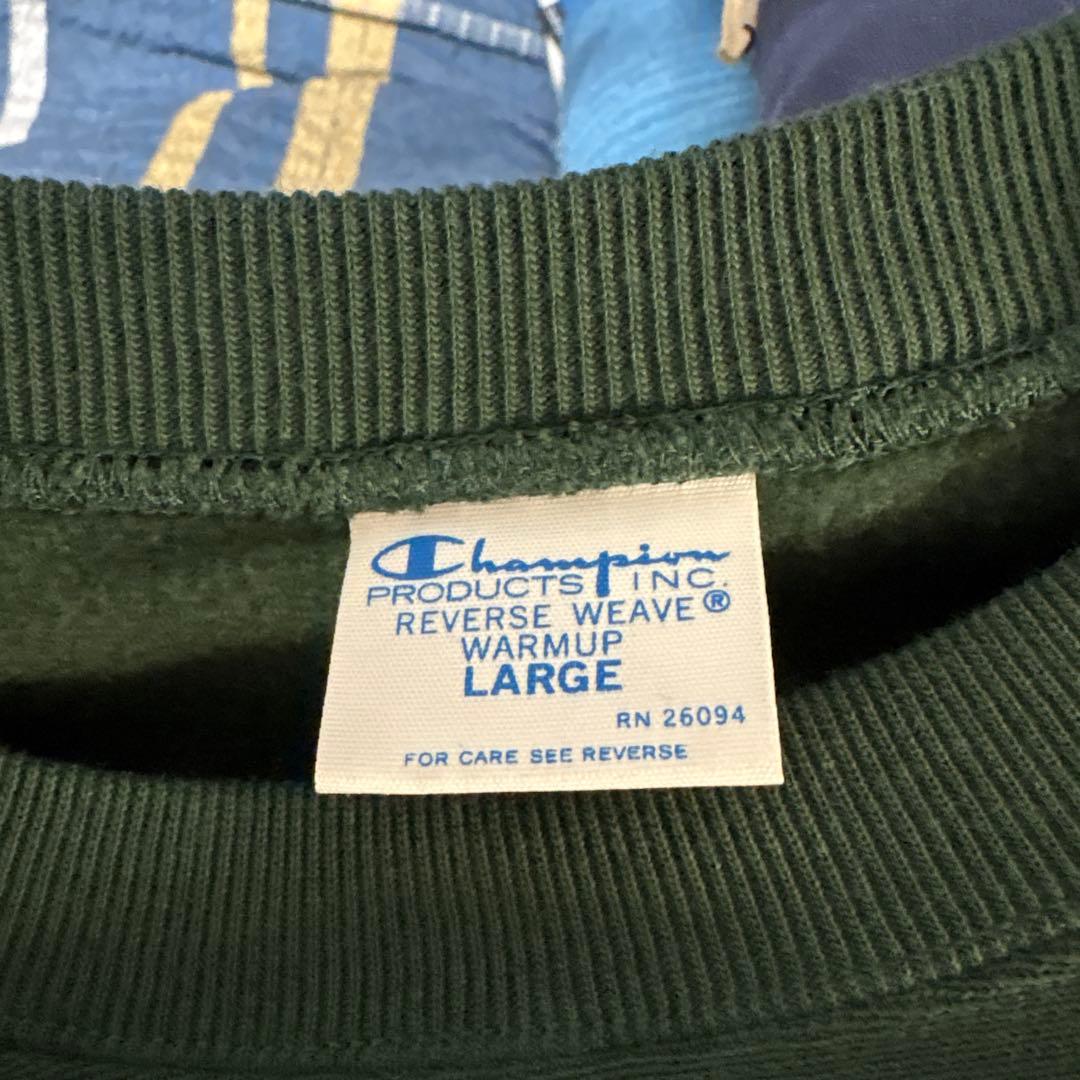 Champion
PRODUCTS INC.
REVERSE WEAVE®
WARMUP
LARGE
RN 26094
FOR CARE SEE REVERSE